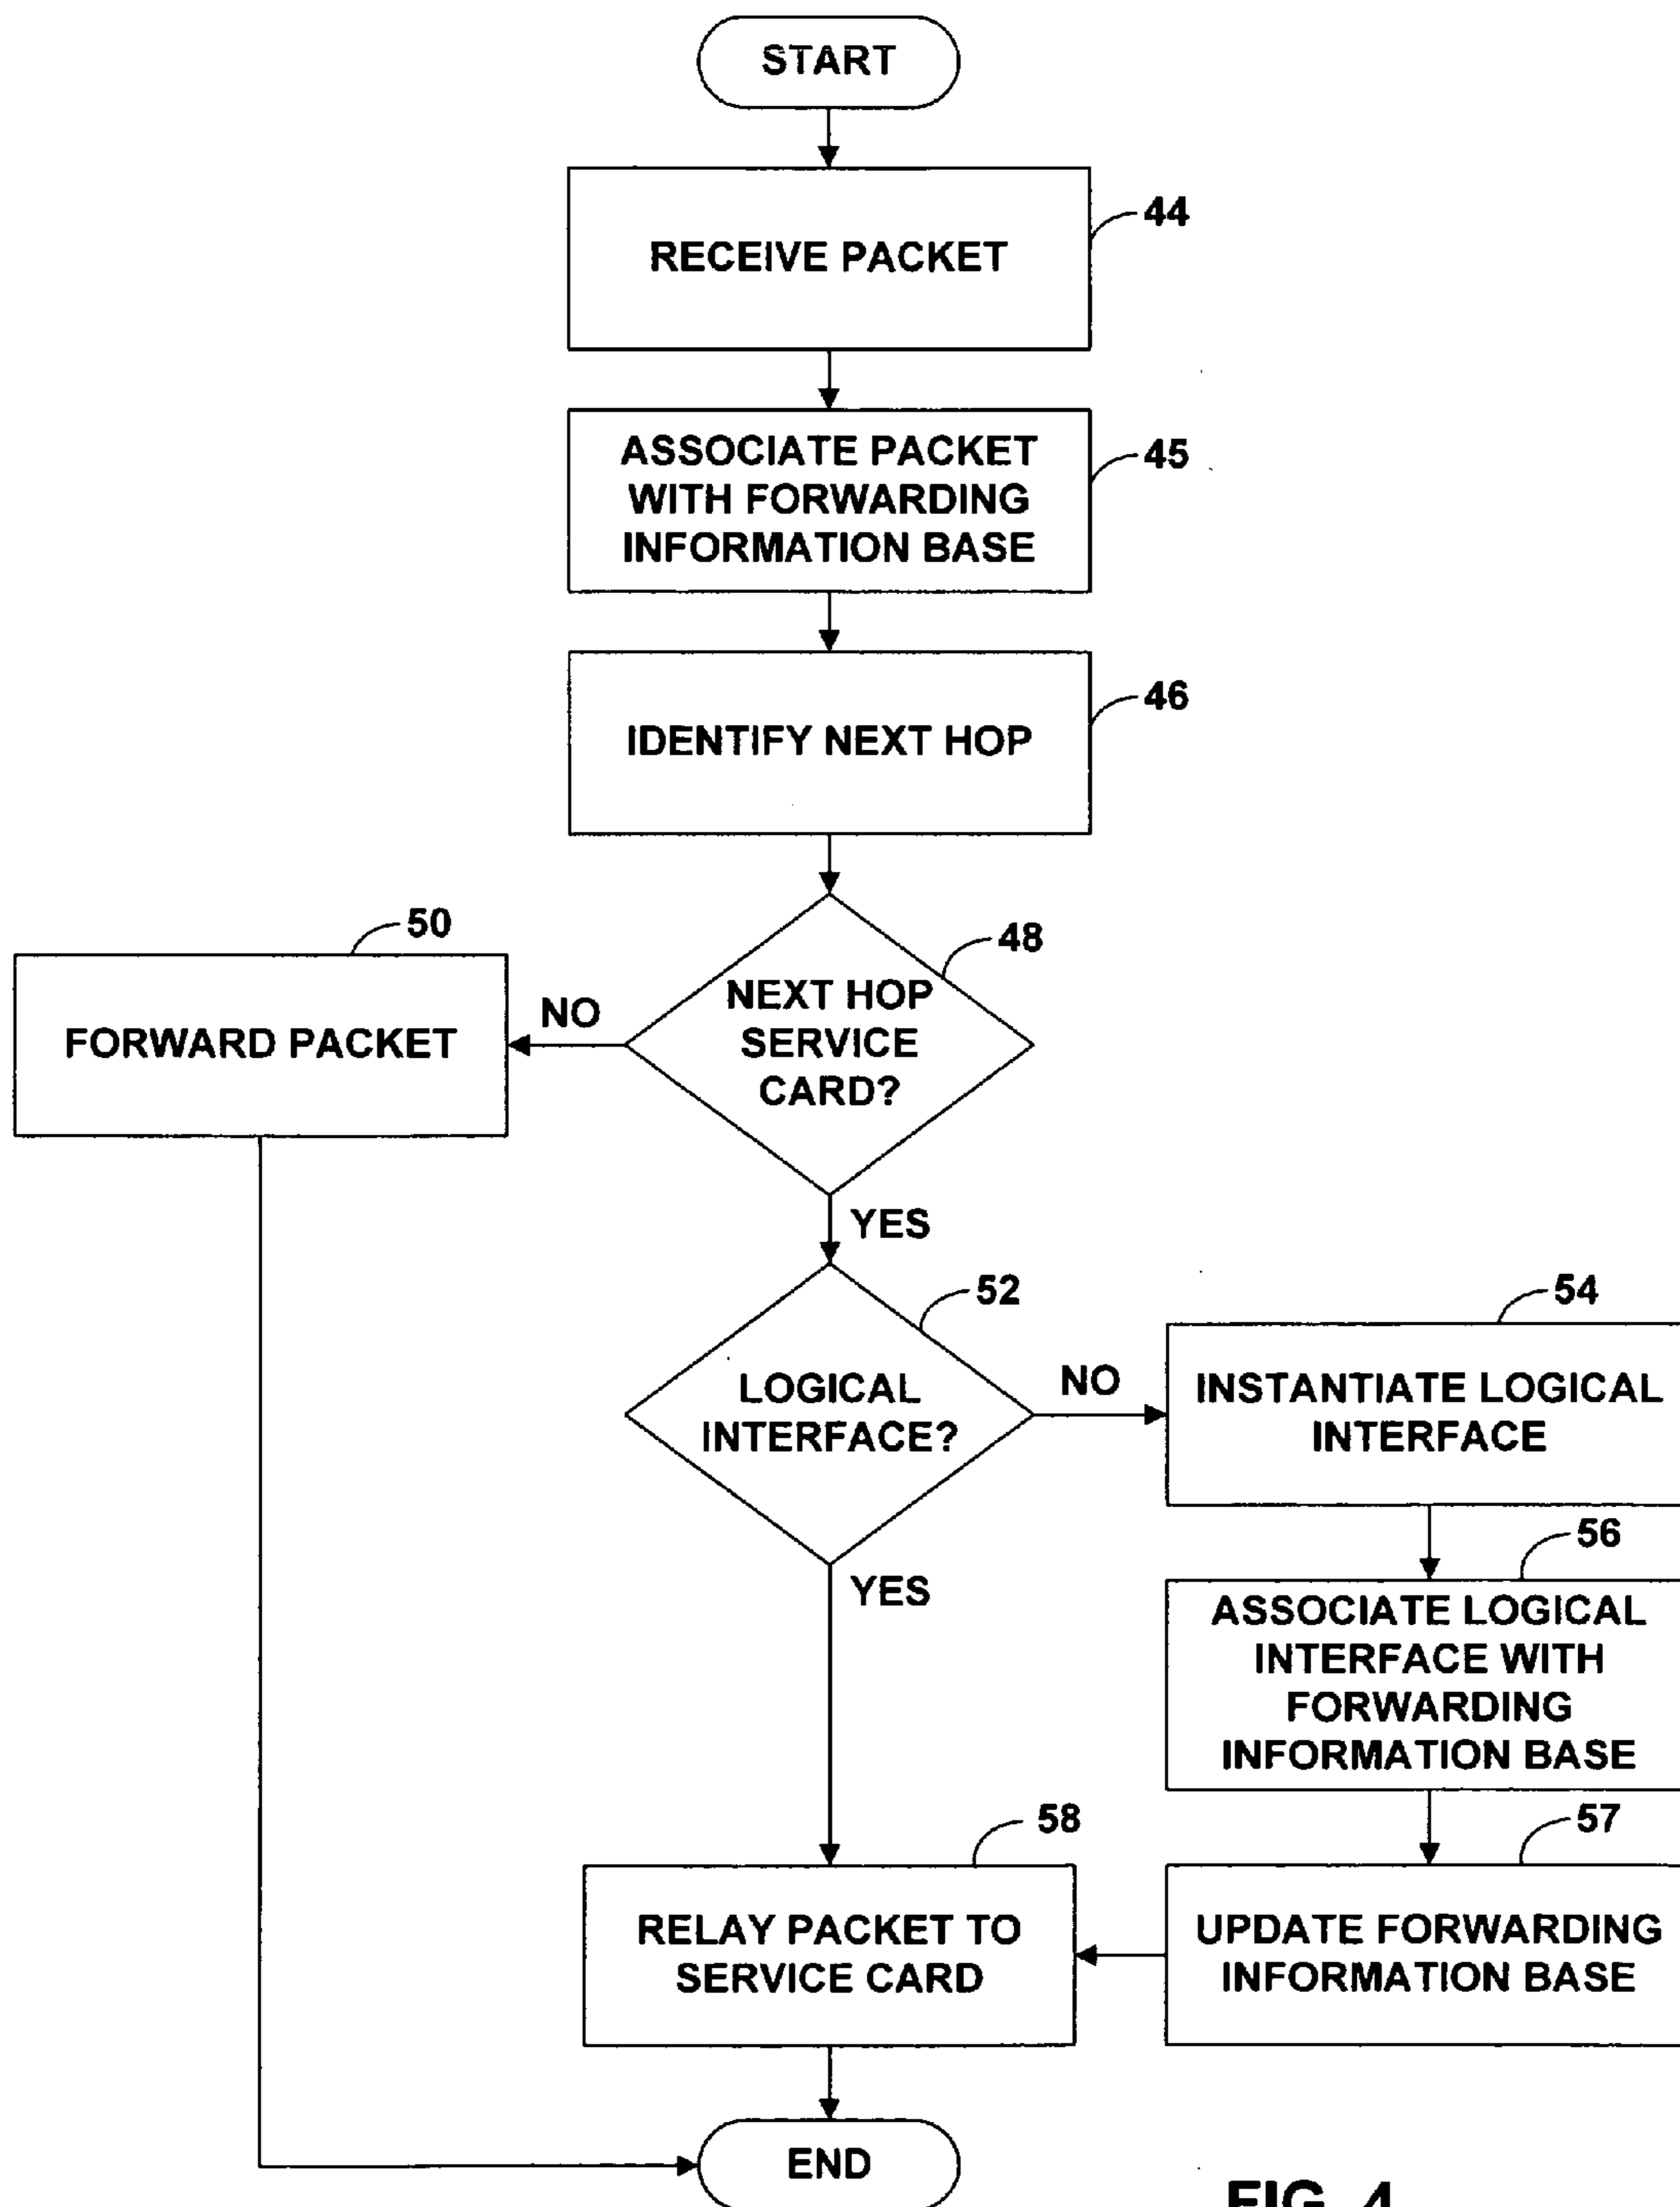 START
RECEIVE PACKET
44
ASSOCIATE PACKET
WITH FORWARDING
INFORMATION BASE
45
IDENTIFY NEXT HOP
46
NEXT HOP
SERVICE
CARD?
48
NO
FORWARD PACKET
50
YES
LOGICAL
INTERFACE?
52
NO
INSTANTIATE LOGICAL
INTERFACE
54
ASSOCIATE LOGICAL
INTERFACE WITH
FORWARDING
INFORMATION BASE
56
YES
UPDATE FORWARDING
INFORMATION BASE
57
RELAY PACKET TO
SERVICE CARD
58
END
FIG. 4